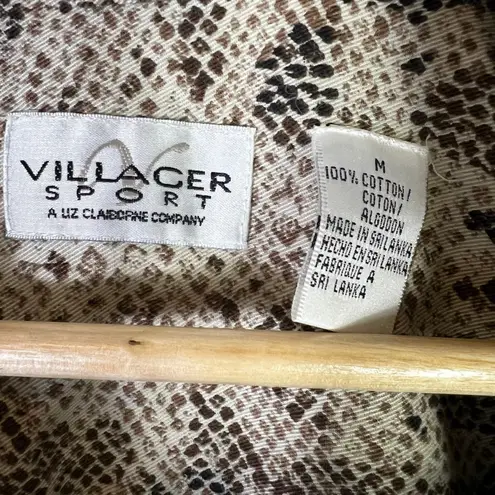 VILLAGER
SPORT
A LIZ CLAIBORNE COMPANY
M
100% COTTON/
COTON/
ALGODON
MADE IN SRI LANKA
HECHO EN SRI LANKA
FABRIQUE A
SRI LANKA